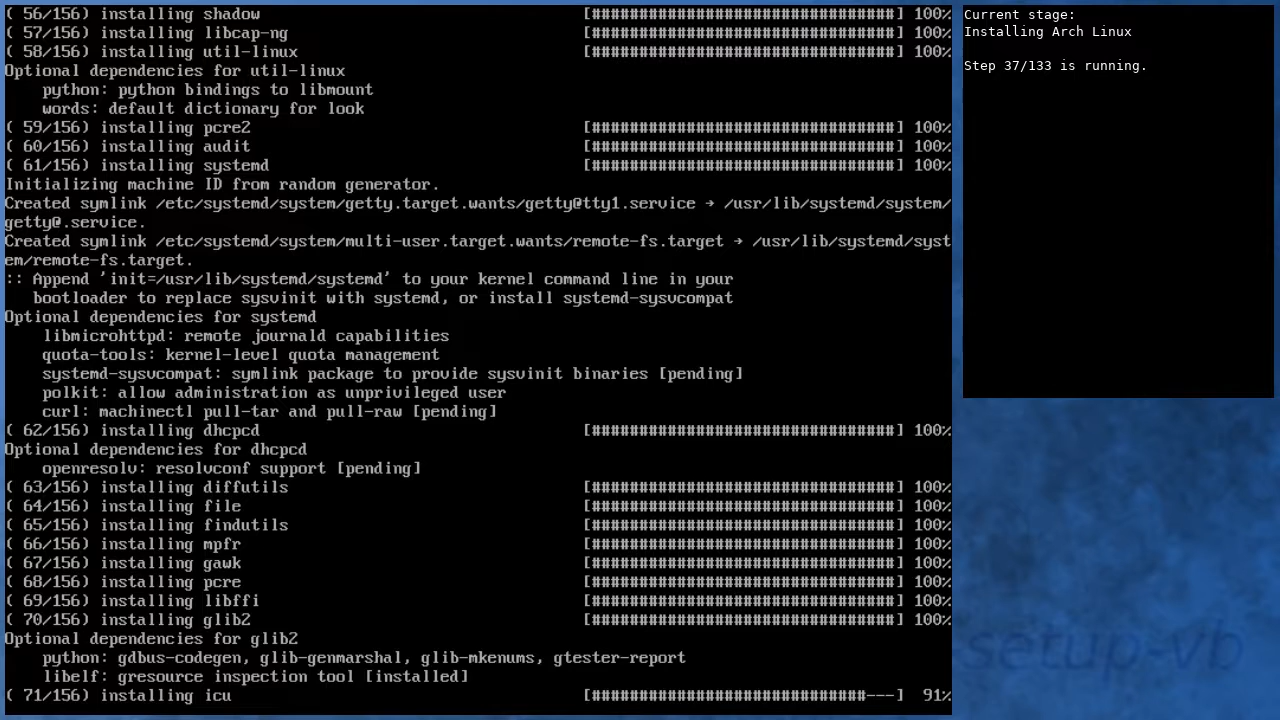 ( 56/156) installing shadow [################################] 100%
( 57/156) installing libcap-ng [################################] 100%
( 58/156) installing util-linux [################################] 100%
Optional dependencies for util-linux
    python: python bindings to libmount
    words: default dictionary for look
( 59/156) installing pcre2 [################################] 100%
( 60/156) installing audit [################################] 100%
( 61/156) installing systemd [################################] 100%
Initializing machine ID from random generator.
Created symlink /etc/systemd/system/getty.target.wants/getty@tty1.service → /usr/lib/systemd/system/
getty@.service.
Created symlink /etc/systemd/system/multi-user.target.wants/remote-fs.target → /usr/lib/systemd/syst
em/remote-fs.target.
:: Append 'init=/usr/lib/systemd/systemd' to your kernel command line in your
   bootloader to replace sysvinit with systemd, or install systemd-sysvcompat
Optional dependencies for systemd
    libmicrohttpd: remote journald capabilities
    quota-tools: kernel-level quota management
    systemd-sysvcompat: symlink package to provide sysvinit binaries [pending]
    polkit: allow administration as unprivileged user
    curl: machinectl pull-tar and pull-raw [pending]
( 62/156) installing dhcpcd [################################] 100%
Optional dependencies for dhcpcd
    openresolv: resolvconf support [pending]
( 63/156) installing diffutils [################################] 100%
( 64/156) installing file [################################] 100%
( 65/156) installing findutils [################################] 100%
( 66/156) installing mpfr [################################] 100%
( 67/156) installing gawk [################################] 100%
( 68/156) installing pcre [################################] 100%
( 69/156) installing libffi [################################] 100%
( 70/156) installing glib2 [################################] 100%
Optional dependencies for glib2
    python: gdbus-codegen, glib-genmarshal, glib-mkenums, gtester-report
    libelf: gresource inspection tool [installed]
( 71/156) installing icu [#############################---] 91%
Current stage:
Installing Arch Linux
Step 37/133 is running.
setup-vb